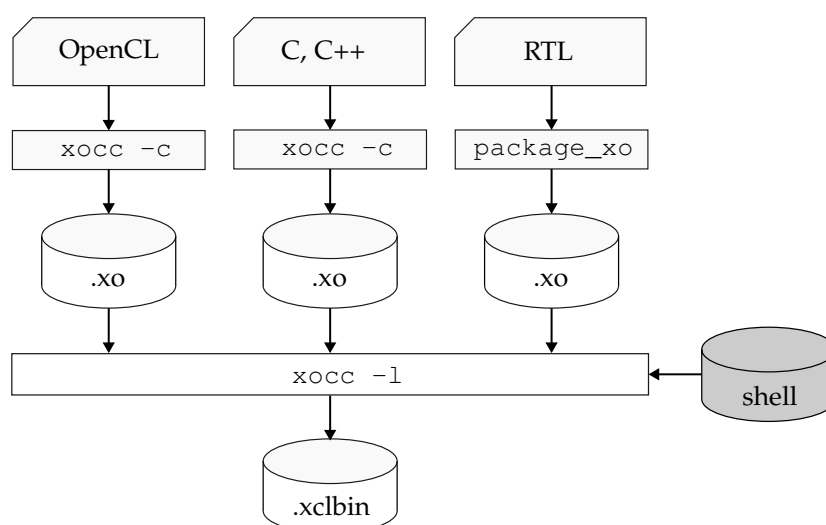 OpenCL
C, C++
RTL
xocc -c
xocc -c
package_xo
.xo
.xo
.xo
xocc -l
shell
.xclbin